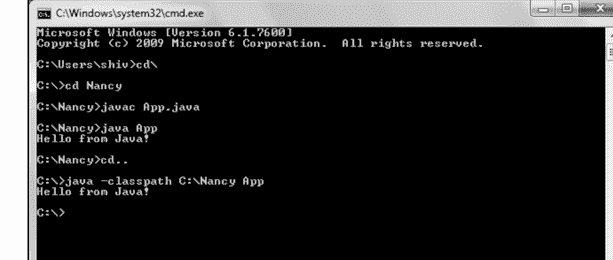 C:\Windows\system32\cmd.exe
Microsoft Windows [Version 6.1.7600]
Copyright (c) 2009 Microsoft Corporation.  All rights reserved.
C:\Users\shiv>cd\
C:\>cd Nancy
C:\Nancy>javac App.java
C:\Nancy>java App
Hello from Java!
C:\Nancy>cd..
C:\>java -classpath C:\Nancy App
Hello from Java!
C:\>